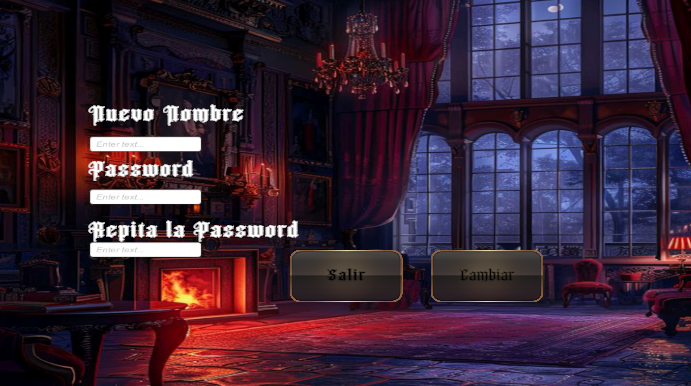 Nuevo Nombre
Enter text...
Password
Enter text...
Repita la Password
Enter text...
Salir
Cambiar